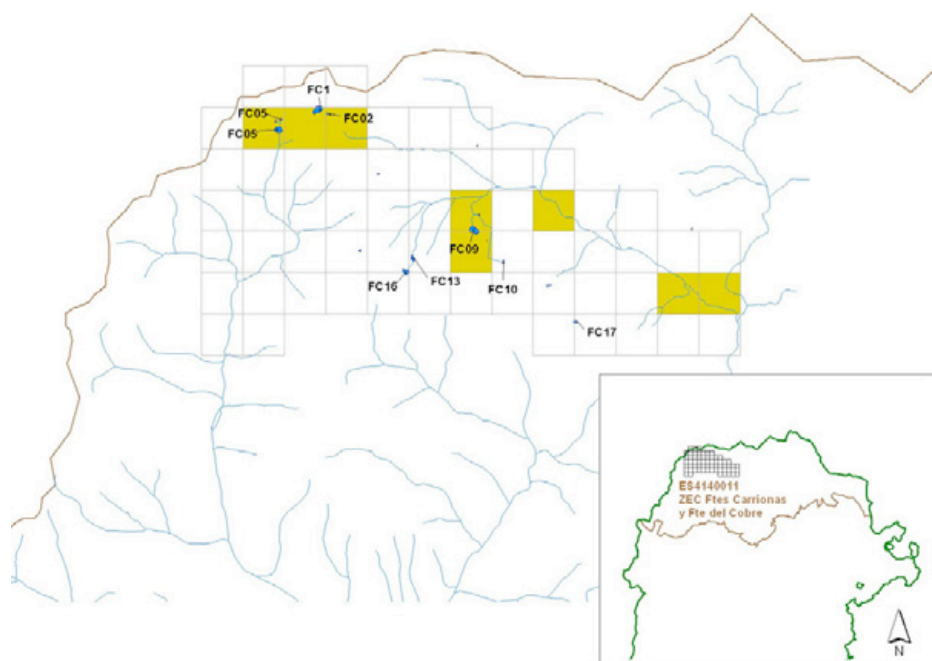 FC1
FC05
FC02
FC05
FC09
FC16
FC13
FC10
FC17
ES4140011
ZEC Ftes Carrionas
y Fte del Cobre
N